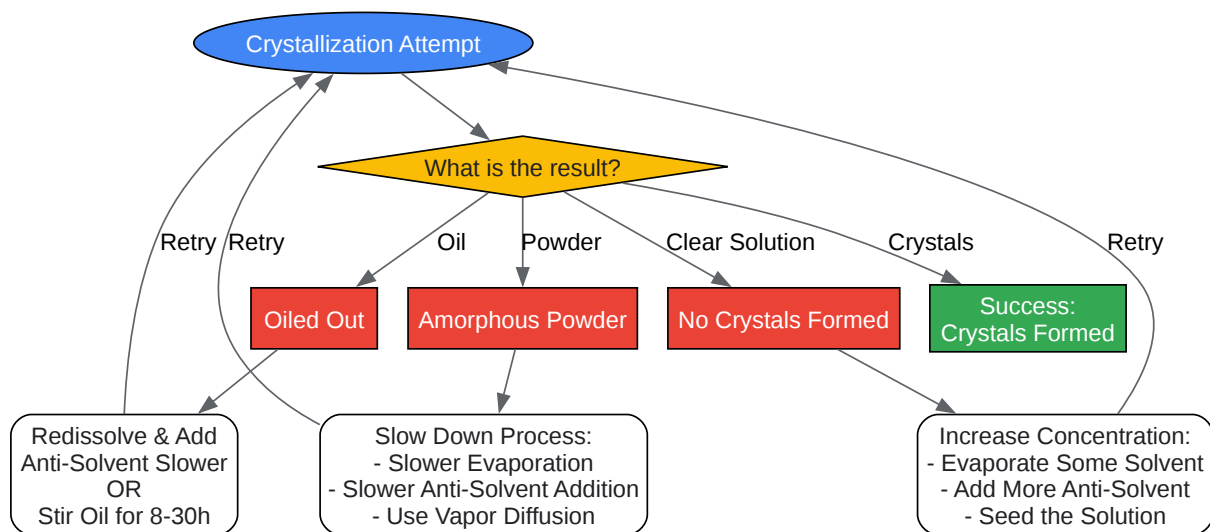 Crystallization Attempt
What is the result?
Retry
Retry
Oil
Powder
Clear Solution
Crystals
Retry
Oiled Out
Amorphous Powder
No Crystals Formed
Success:
Crystals Formed
Redissolve & Add
Anti-Solvent Slower
OR
Stir Oil for 8-30h
Slow Down Process:
- Slower Evaporation
- Slower Anti-Solvent Addition
- Use Vapor Diffusion
Increase Concentration:
- Evaporate Some Solvent
- Add More Anti-Solvent
- Seed the Solution